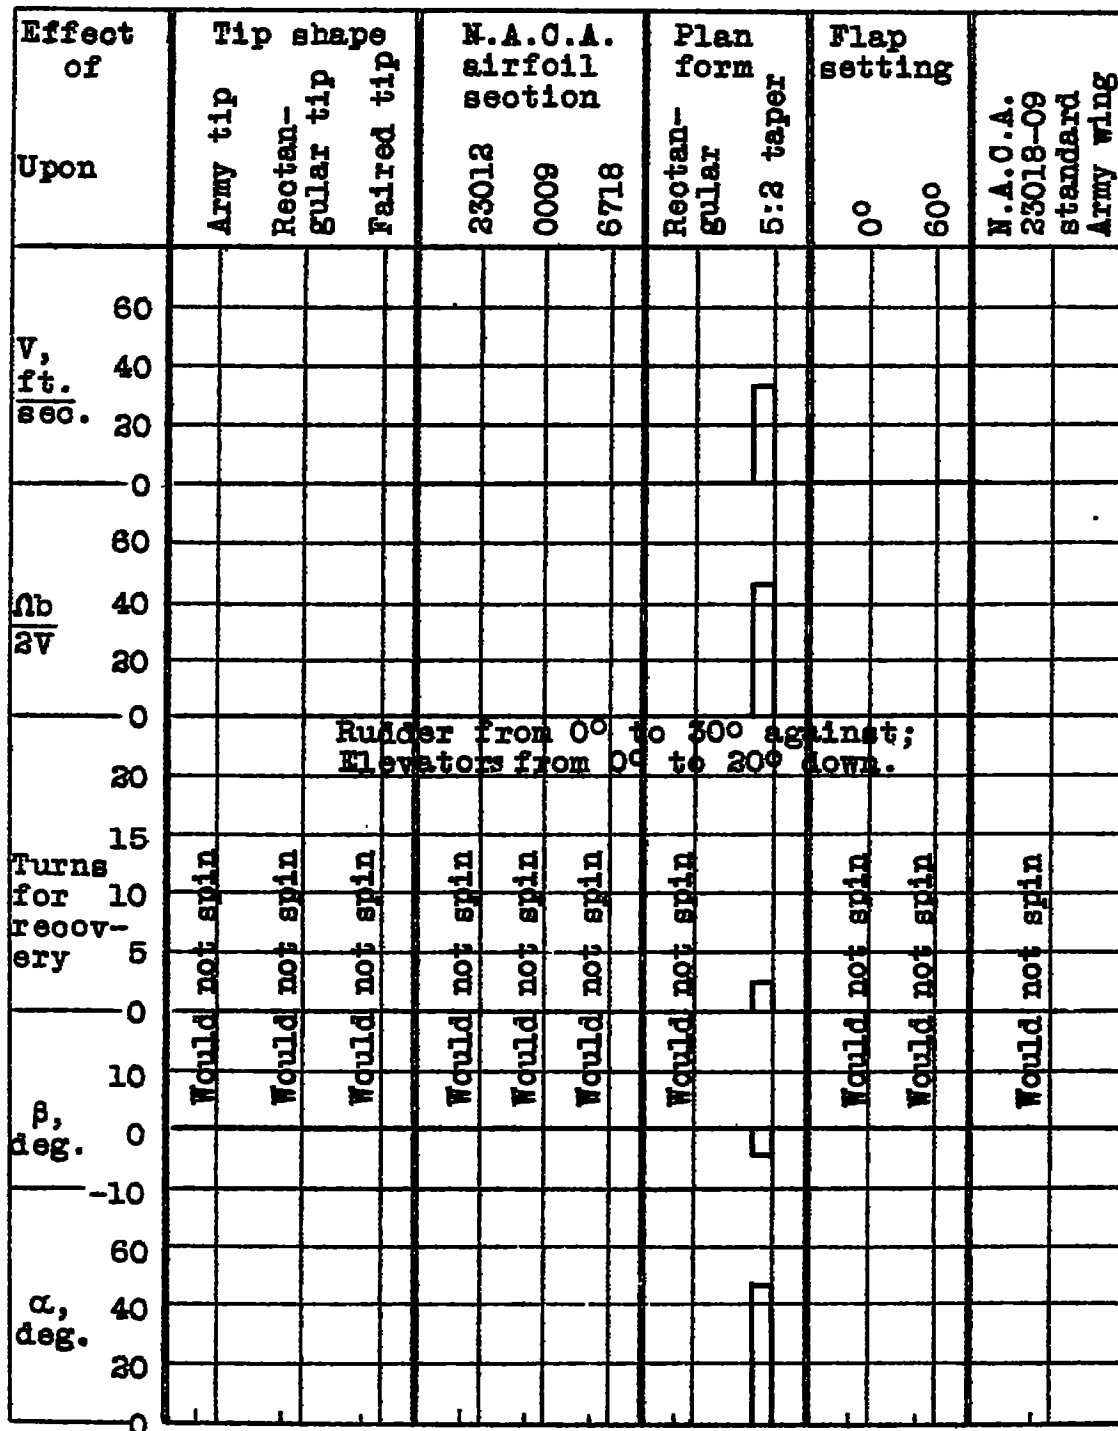 Effect
of
Upon
Tip shape
Army tip
Rectan-
gular tip
Faired tip
N.A.C.A.
airfoil
section
23012
0009
6718
Plan
form
Rectan-
gular
5:2 taper
Flap
setting
0°
60°
N.A.C.A.
23018-09
standard
Army wing
V,
ft.
sec.
60
40
20
0
Ωb
2V
60
40
20
0
Rudder from 0° to 30° against;
Elevators from 0° to 20° down.
Turns
for
recov-
ery
20
15
10
5
0
Would not spin
Would not spin
Would not spin
Would not spin
Would not spin
Would not spin
Would not spin
Would not spin
Would not spin
Would not spin
β,
deg.
10
0
-10
α,
deg.
60
40
20
0